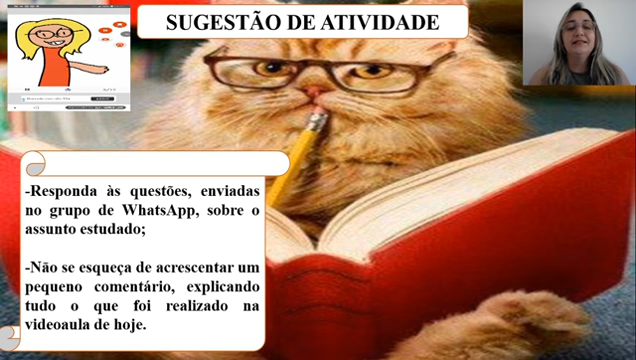 SUGESTÃO DE ATIVIDADE
-Responda às questões, enviadas
no grupo de WhatsApp, sobre o
assunto estudado;
-Não se esqueça de acrescentar um
pequeno comentário, explicando
tudo o que foi realizado na
videoaula de hoje.